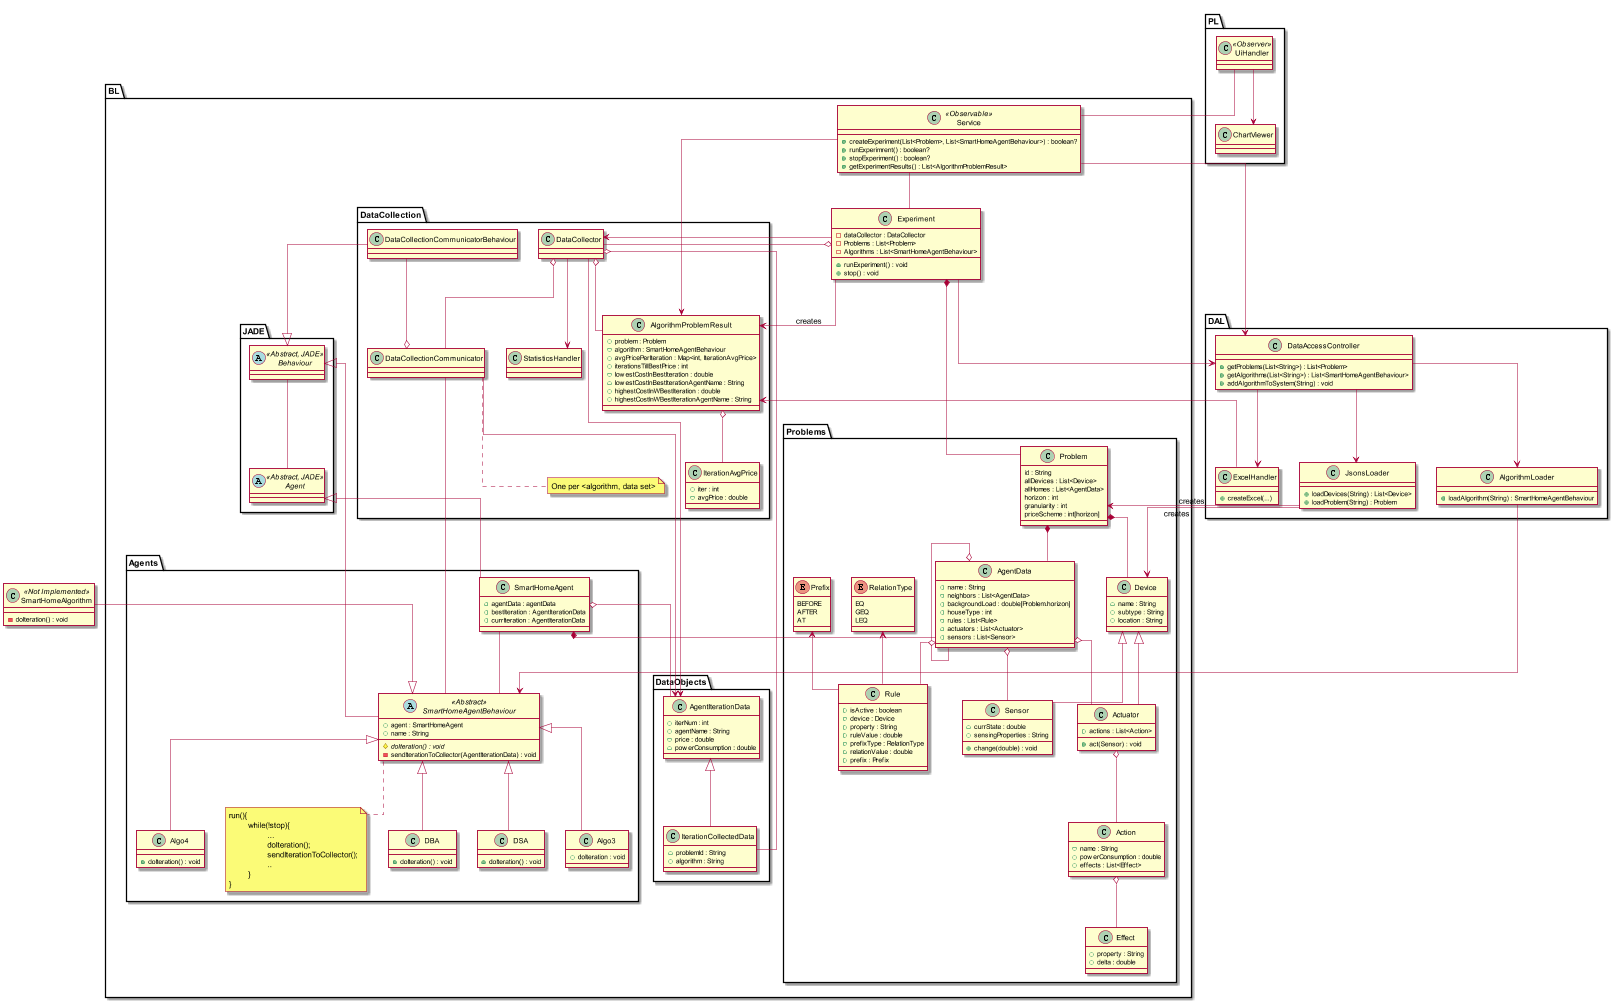 PL
«Observer»
UiHandler
ChartViewer
BL
«Observable»
Service
createExperiment(List<Problem>, List<SmartHomeAgentBehaviour>) : boolean?
runExperimrent() : boolean?
stopExperiment() : boolean?
getExperimentResults() : List<AlgorithmProblemResult>
Experiment
dataCollector : DataCollector
Problems : List<Problem>
Algorithms : List<SmartHomeAgentBehaviour>
runExperiment() : void
stop() : void
creates
DataCollection
DataCollectionCommunicatorBehaviour
DataCollector
AlgorithmProblemResult
problem : Problem
algorithm : SmartHomeAgentBehaviour
avgPricePerIteration : Map<int, IterationAvgPrice>
iterationsTillBestPrice : int
lowestCostInBestIteration : double
lowestCostInBestIterationAgentName : String
highestCostInWBestIteration : double
highestCostInWBestIterationAgentName : String
DataCollectionCommunicator
StatisticsHandler
IterationAvgPrice
iter : int
avgPrice : double
One per <algorithm, data set>
JADE
«Abstract, JADE»
Behaviour
«Abstract, JADE»
Agent
DAL
DataAccessController
getProblems(List<String>) : List<Problem>
getAlgorithms(List<String>) : List<SmartHomeAgentBehaviour>
addAlgorithmToSystem(String) : void
ExcelHandler
createExcel(...)
JsonsLoader
loadDevices(String) : List<Device>
loadProblem(String) : Problem
AlgorithmLoader
loadAlgorithm(String) : SmartHomeAgentBehaviour
creates
creates
Problems
Problem
id : String
allDevices : List<Device>
allHomes : List<AgentData>
horizon : int
granularity : int
priceScheme : int[horizon]
Prefix
BEFORE
AFTER
AT
RelationType
EQ
GEQ
LEQ
AgentData
name : String
neighbors : List<AgentData>
backgroundLoad : double[Problem.horizon]
houseType : int
rules : List<Rule>
actuators : List<Actuator>
sensors : List<Sensor>
Device
name : String
subtype : String
location : String
Rule
isActive : boolean
device : Device
property : String
ruleValue : double
prefixType : RelationType
relationValue : double
prefix : Prefix
Sensor
currState : double
sensingProperties : String
change(double) : void
Actuator
actions : List<Action>
act(Sensor) : void
Action
name : String
powerConsumption : double
effects : List<Effect>
Effect
property : String
delta : double
Agents
SmartHomeAgent
agentData : agentData
bestIteration : AgentIterationData
currIteration : AgentIterationData
«Not Implemented»
SmartHomeAlgorithm
doIteration() : void
«Abstract»
SmartHomeAgentBehaviour
agent : SmartHomeAgent
name : String
doIteration() : void
sendIterationToCollector(AgentIterationData) : void
Algo4
doIteration() : void
run(){
while(!stop){
...
doIteration();
sendIterationToCollector();
..
}
}
DBA
doIteration() : void
DSA
doIteration() : void
Algo3
doIteration : void
DataObjects
AgentIterationData
iterNum : int
agentName : String
price : double
powerConsumption : double
IterationCollectedData
problemId : String
algorithm : String